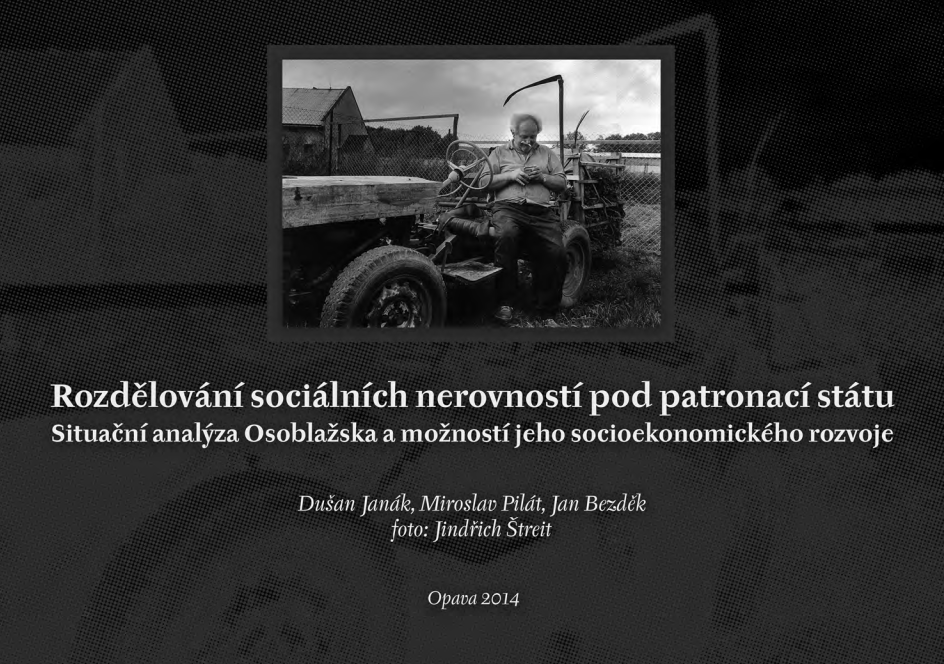 Rozdělování sociálních nerovností pod patronací státu
Situační analýza Osoblažska a možností jeho socioekonomického rozvoje
Dušan Janák, Miroslav Pilát, Jan Bezděk
foto: Jindřich Štreit
Opava 2014